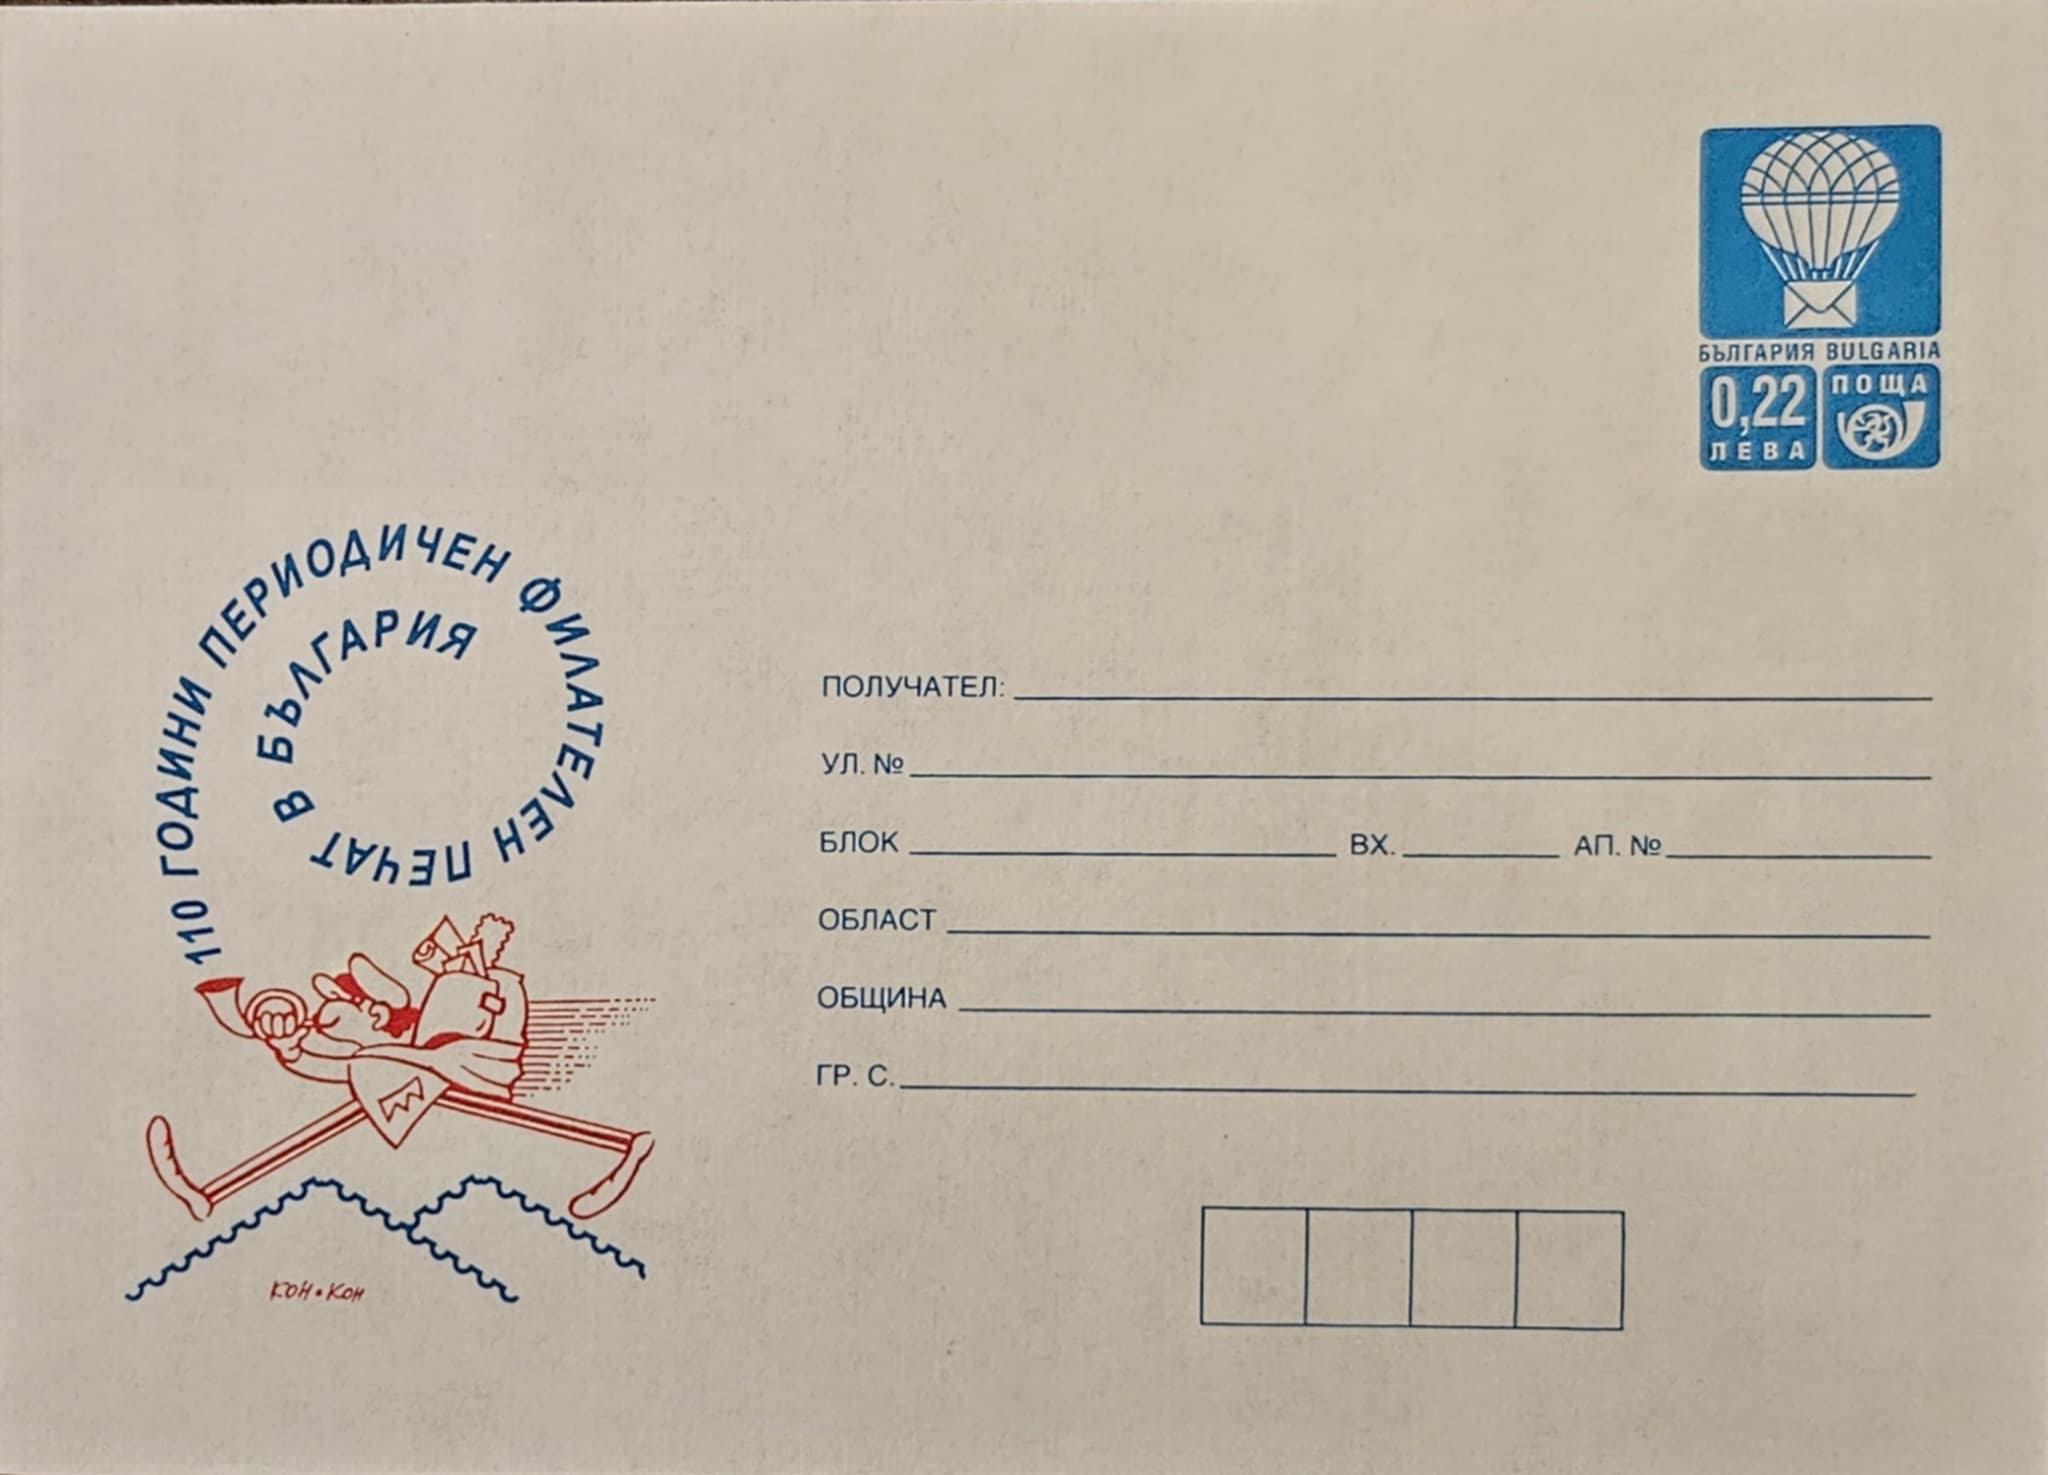 БЪЛГАРИЯ BULGARIA
0,22
ЛЕВА
ПОЩА
110 ГОДИНИ ПЕРИОДИЧЕН ФИЛАТЕЛЕН ПЕЧАТ В БЪЛГАРИЯ
ПОЛУЧАТЕЛ:
УЛ. №
БЛОК ВХ. АП. №
ОБЛАСТ
ОБЩИНА
ГР. С.
КОН•КОН